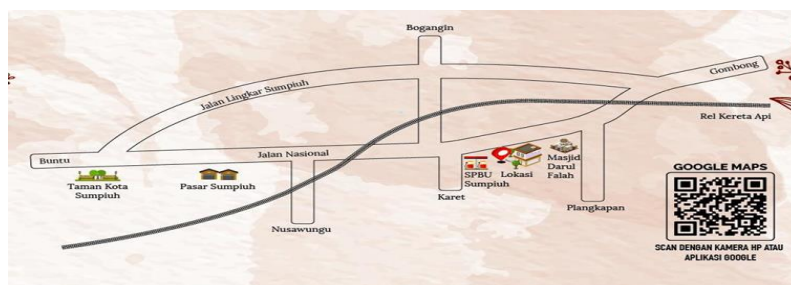 Bogangin
Gombong
Jalan Lingkar Sumpiuh
Rel Kereta Api
Buntu
Jalan Nasional
Taman Kota
Sumpiuh
Pasar Sumpiuh
SPBU
Sumpiuh
Lokasi
Masjid
Darul
Falah
Karet
Plangkapan
Nusawungu
GOOGLE MAPS
SCAN DENGAN KAMERA HP ATAU
APLIKASI GOOGLE